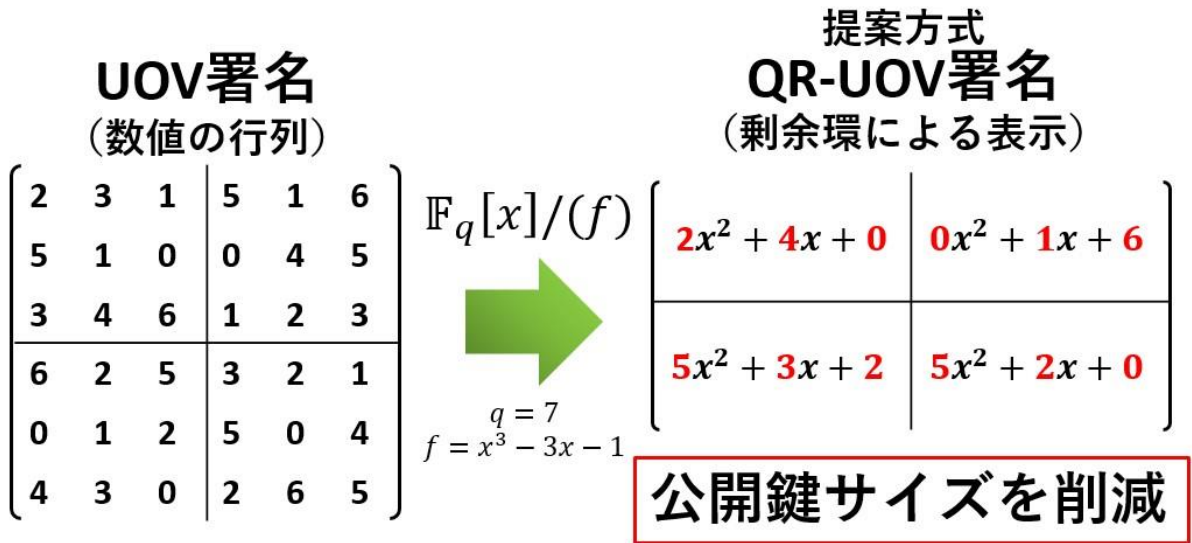 UOV署名
（数値の行列）
2 3 1 5 1 6
5 1 0 0 4 5
3 4 6 1 2 3
6 2 5 3 2 1
0 1 2 5 0 4
4 3 0 2 6 5
𝔽q[x]/(f)
q = 7
f = x³ − 3x − 1
提案方式
QR-UOV署名
（剰余環による表示）
2x² + 4x + 0 0x² + 1x + 6
5x² + 3x + 2 5x² + 2x + 0
公開鍵サイズを削減